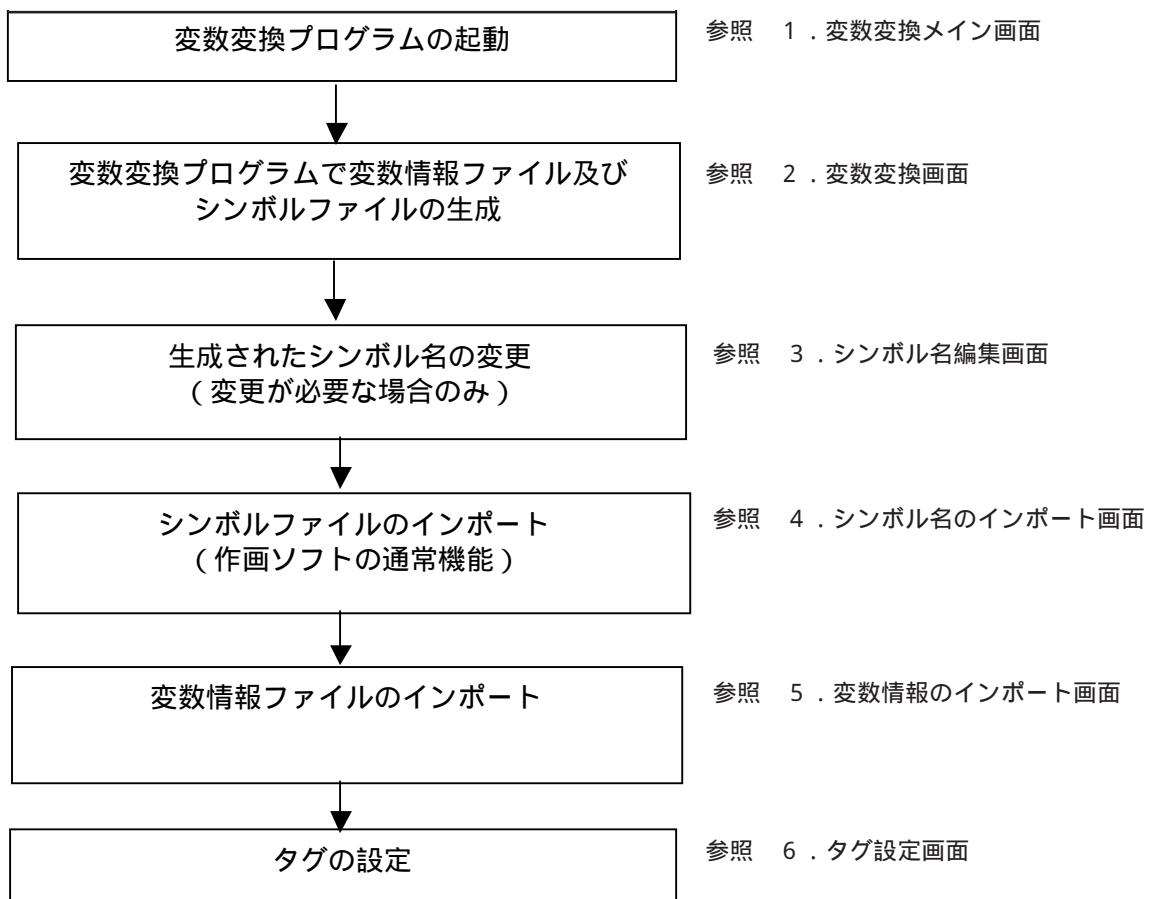 変数変換プログラムの起動
参照 1．変数変換メイン画面
変数変換プログラムで変数情報ファイル及び
シンボルファイルの生成
参照 2．変数変換画面
生成されたシンボル名の変更
（変更が必要な場合のみ）
参照 3．シンボル名編集画面
シンボルファイルのインポート
（作画ソフトの通常機能）
参照 4．シンボル名のインポート画面
変数情報ファイルのインポート
参照 5．変数情報のインポート画面
タグの設定
参照 6．タグ設定画面